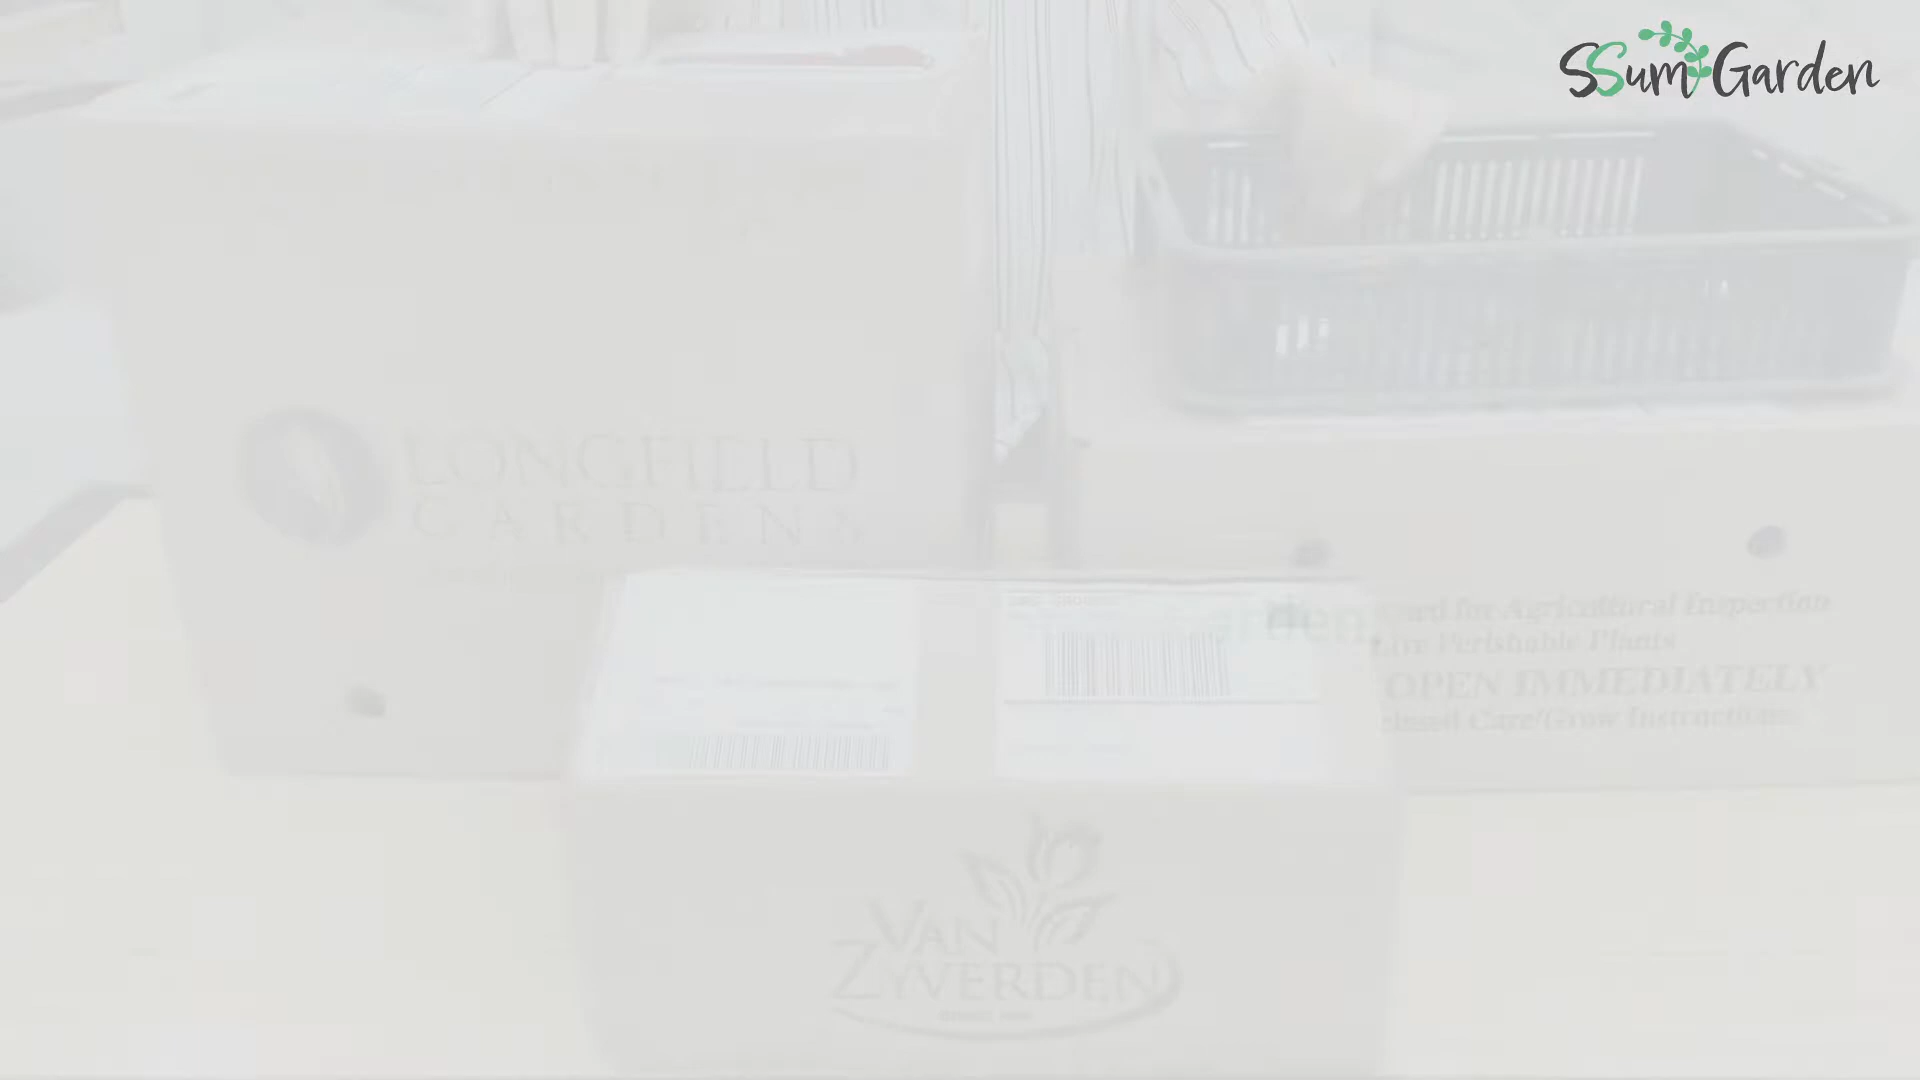 SSum Garden
LONGFIELD
GARDENS
for Agricultural Inspection
Live Perishable Plants
OPEN IMMEDIATELY
Care/Grow Instructions
VAN
ZYVERDEN